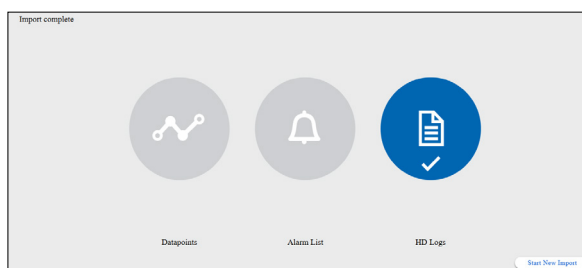 Import complete
Datapoints
Alarm List
HD Logs
Start New Import